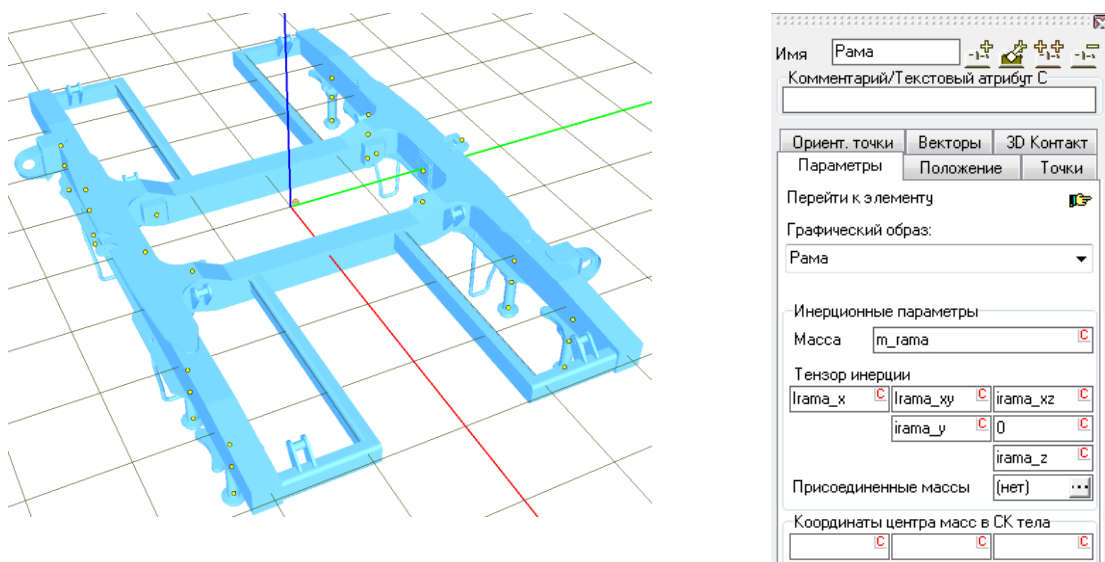 Имя Рама
Комментарий/Текстовый атрибут C
Ориент. точки Векторы 3D Контакт
Параметры Положение Точки
Перейти к элементу
Графический образ:
Рама
Инерционные параметры
Масса m_rama C
Тензор инерции
Irama_x C Irama_xy C irama_xz C
irama_y C 0 C
irama_z C
Присоединенные массы (нет) ...
Координаты центра масс в СК тела
C C C